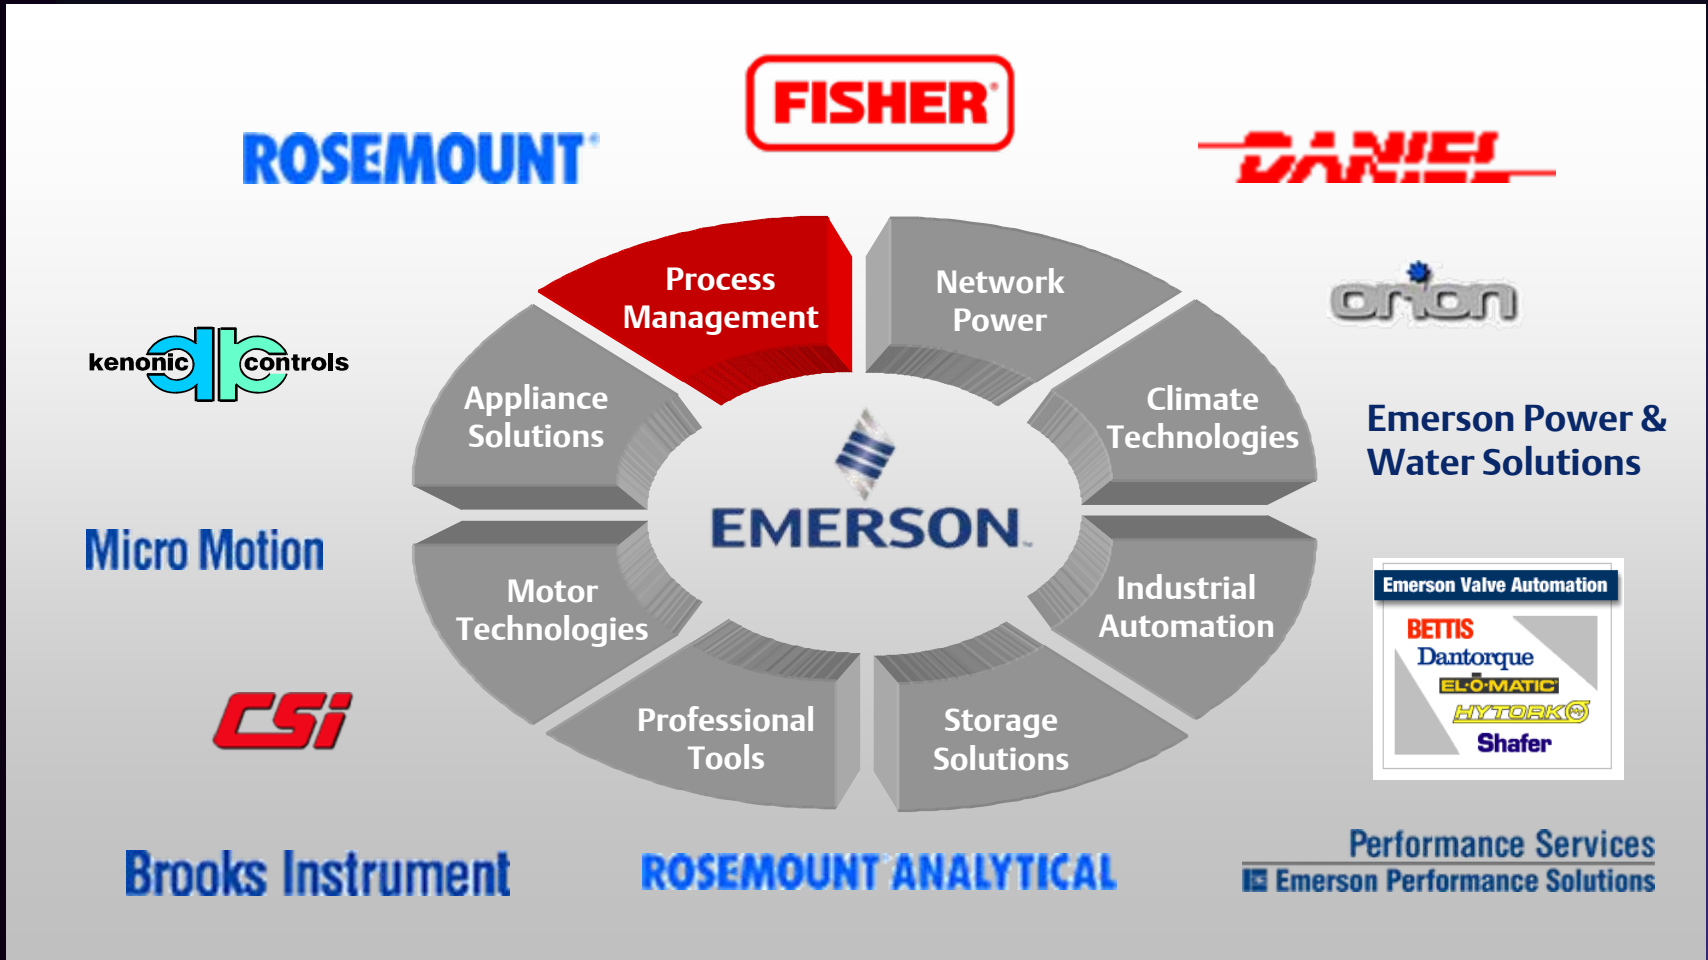 FISHER
ROSEMOUNT
DANIEL
Process
Management
Network
Power
orion
kenonic controls
Appliance
Solutions
Climate
Technologies
Emerson Power &
Water Solutions
EMERSON
Micro Motion
Motor
Technologies
Industrial
Automation
Emerson Valve Automation
BETTIS
Dantorque
EL-O-MATIC
HYTORK
Shafer
CSi
Professional
Tools
Storage
Solutions
Brooks Instrument
ROSEMOUNT ANALYTICAL
Performance Services
Emerson Performance Solutions